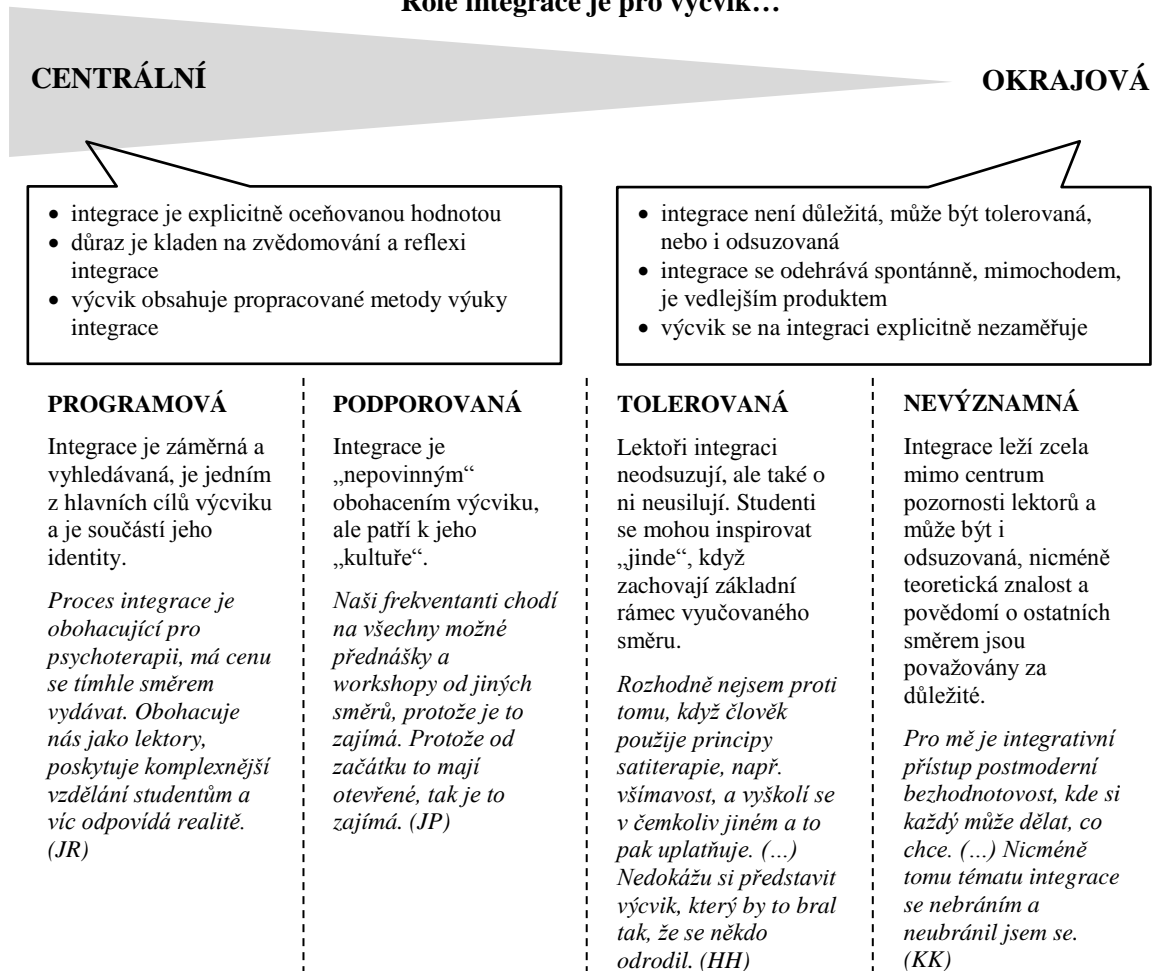 Role integrace je pro výcvik…
CENTRÁLNÍ
OKRAJOVÁ
• integrace je explicitně oceňovanou hodnotou
• důraz je kladen na zvědomování a reflexi
integrace
• výcvik obsahuje propracované metody výuky
integrace
• integrace není důležitá, může být tolerovaná,
nebo i odsuzovaná
• integrace se odehrává spontánně, mimochodem,
je vedlejším produktem
• výcvik se na integraci explicitně nezaměřuje
PROGRAMOVÁ
Integrace je záměrná a
vyhledávaná, je jedním
z hlavních cílů výcviku
a je součástí jeho
identity.
Proces integrace je
obohacující pro
psychoterapii, má cenu
se tímhle směrem
vydávat. Obohacuje
nás jako lektory,
poskytuje komplexnější
vzdělání studentům a
víc odpovídá realitě.
(JR)
PODPOROVANÁ
Integrace je
„nepovinným“
obohacením výcviku,
ale patří k jeho
„kultuře“.
Naši frekventanti chodí
na všechny možné
přednášky a
workshopy od jiných
směrů, protože je to
zajímá. Protože od
začátku to mají
otevřené, tak je to
zajímá. (JP)
TOLEROVANÁ
Lektoři integraci
neodsuzují, ale také o
ni neusilují. Studenti
se mohou inspirovat
„jinde“, když
zachovají základní
rámec vyučovaného
směru.
Rozhodně nejsem proti
tomu, když člověk
použije principy
satiterapie, např.
všímavost, a vyškolí se
v čemkoliv jiném a to
pak uplatňuje. (…)
Nedokážu si představit
výcvik, který by to bral
tak, že se někdo
odrodil. (HH)
NEVÝZNAMNÁ
Integrace leží zcela
mimo centrum
pozornosti lektorů a
může být i
odsuzovaná, nicméně
teoretická znalost a
povědomí o ostatních
směrem jsou
považovány za
důležité.
Pro mě je integrativní
přístup postmoderní
bezhodnotovost, kde si
každý může dělat, co
chce. (…) Nicméně
tomu tématu integrace
se nebráním a
neubránil jsem se.
(KK)